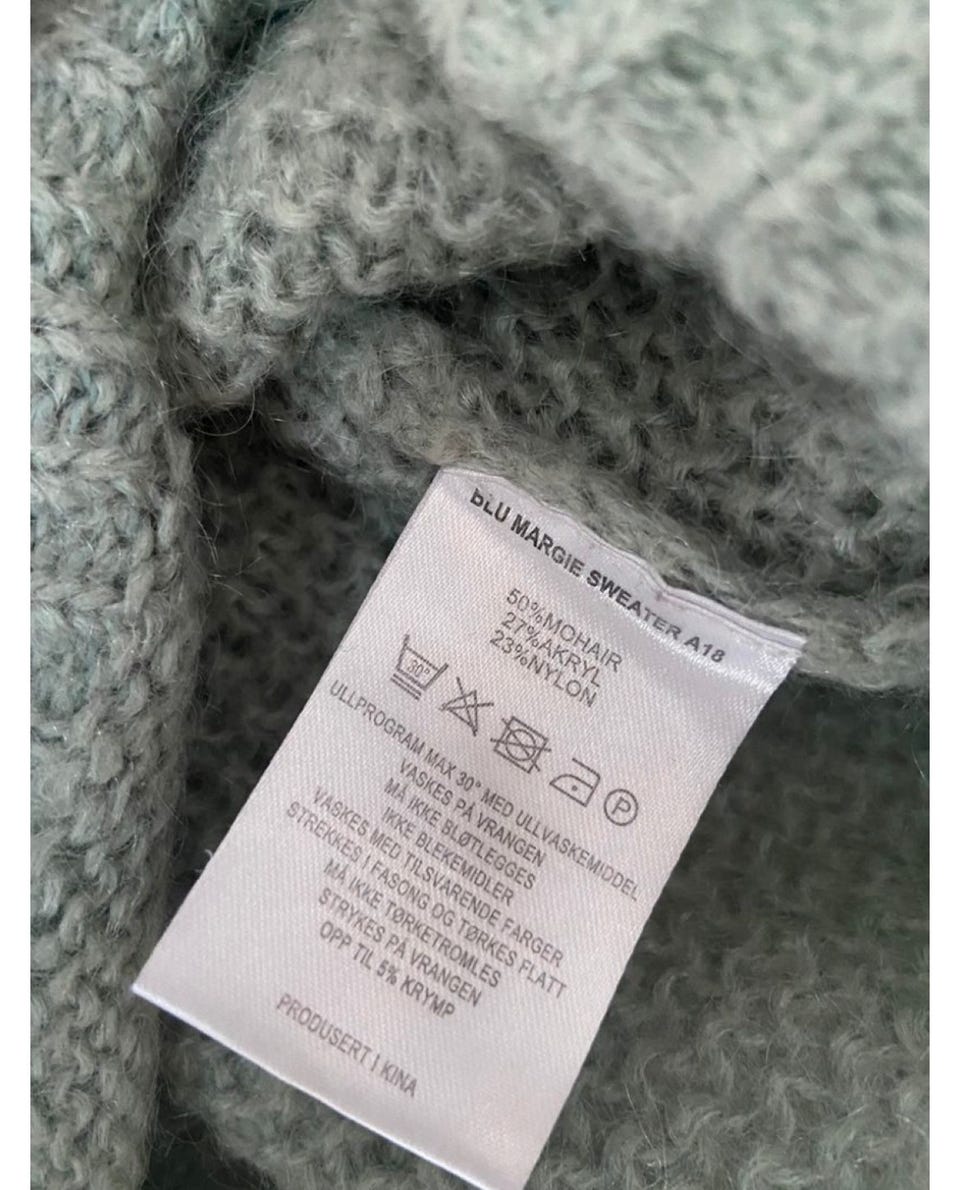 BLU MARGIE SWEATER A18
50%MOHAIR
27%AKRYL
23%NYLON
30°
P
ULLPROGRAM MAX 30° MED ULLVASKEMIDDEL
VASKES PÅ VRANGEN
MÅ IKKE BLØTLEGGES
IKKE BLEKEMIDLER
VASKES MED TILSVARENDE FARGER
STREKKES I FASONG OG TØRKES FLATT
MÅ IKKE TØRKETROMLES
STRYKES PÅ VRANGEN
OPP TIL 5% KRYMP
PRODUSERT I KINA